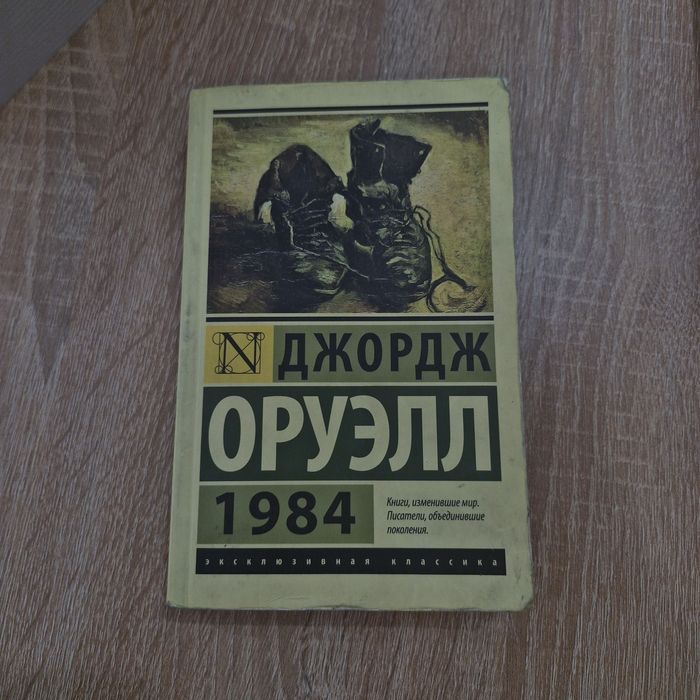 N ДЖОРДЖ
ОРУЭЛЛ
1984
Книги, изменившие мир.
Писатели, объединившие
поколения.
эксклюзивная классика